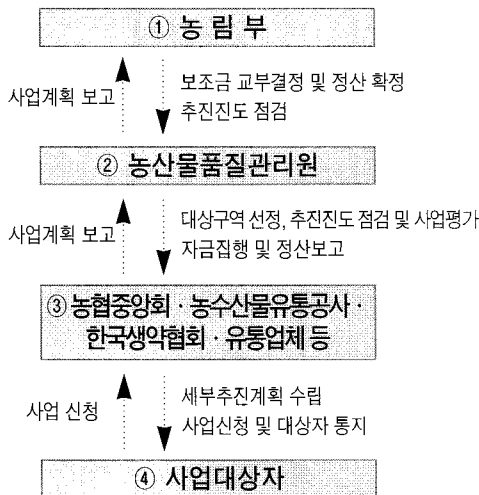 ① 농 림 부
사업계획 보고
보조금 교부결정 및 정산 확정
추진진도 점검
② 농산물품질관리원
사업계획 보고
대상구역 선정, 추진진도 점검 및 사업평가
자금집행 및 정산보고
③ 농협중앙회 · 농수산물유통공사 ·
한국생약협회 · 유통업체 등
사업 신청
세부추진계획 수립
사업신청 및 대상자 통지
④ 사업대상자